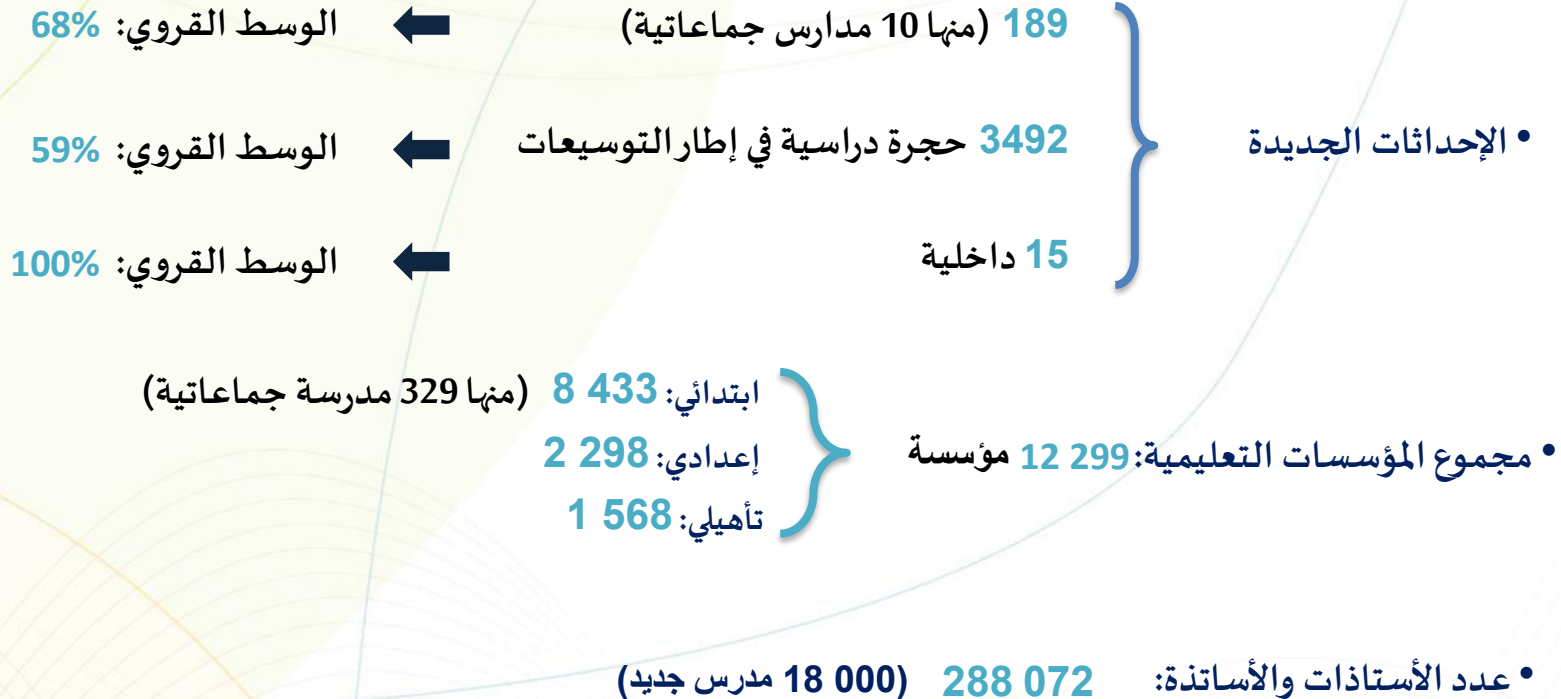 189 (منها 10 مدارس جماعاتية) الوسط القروي: 68%
• الإحداثات الجديدة 3492 حجرة دراسية في إطار التوسيعات الوسط القروي: 59%
15 داخلية الوسط القروي: 100%
ابتدائي: 433 8 (منها 329 مدرسة جماعاتية)
• مجموع المؤسسات التعليمية: 299 12 مؤسسة إعدادي: 298 2
تأهيلي: 568 1
• عدد الأستاذات والأساتذة: 072 288 (000 18 مدرس جديد)